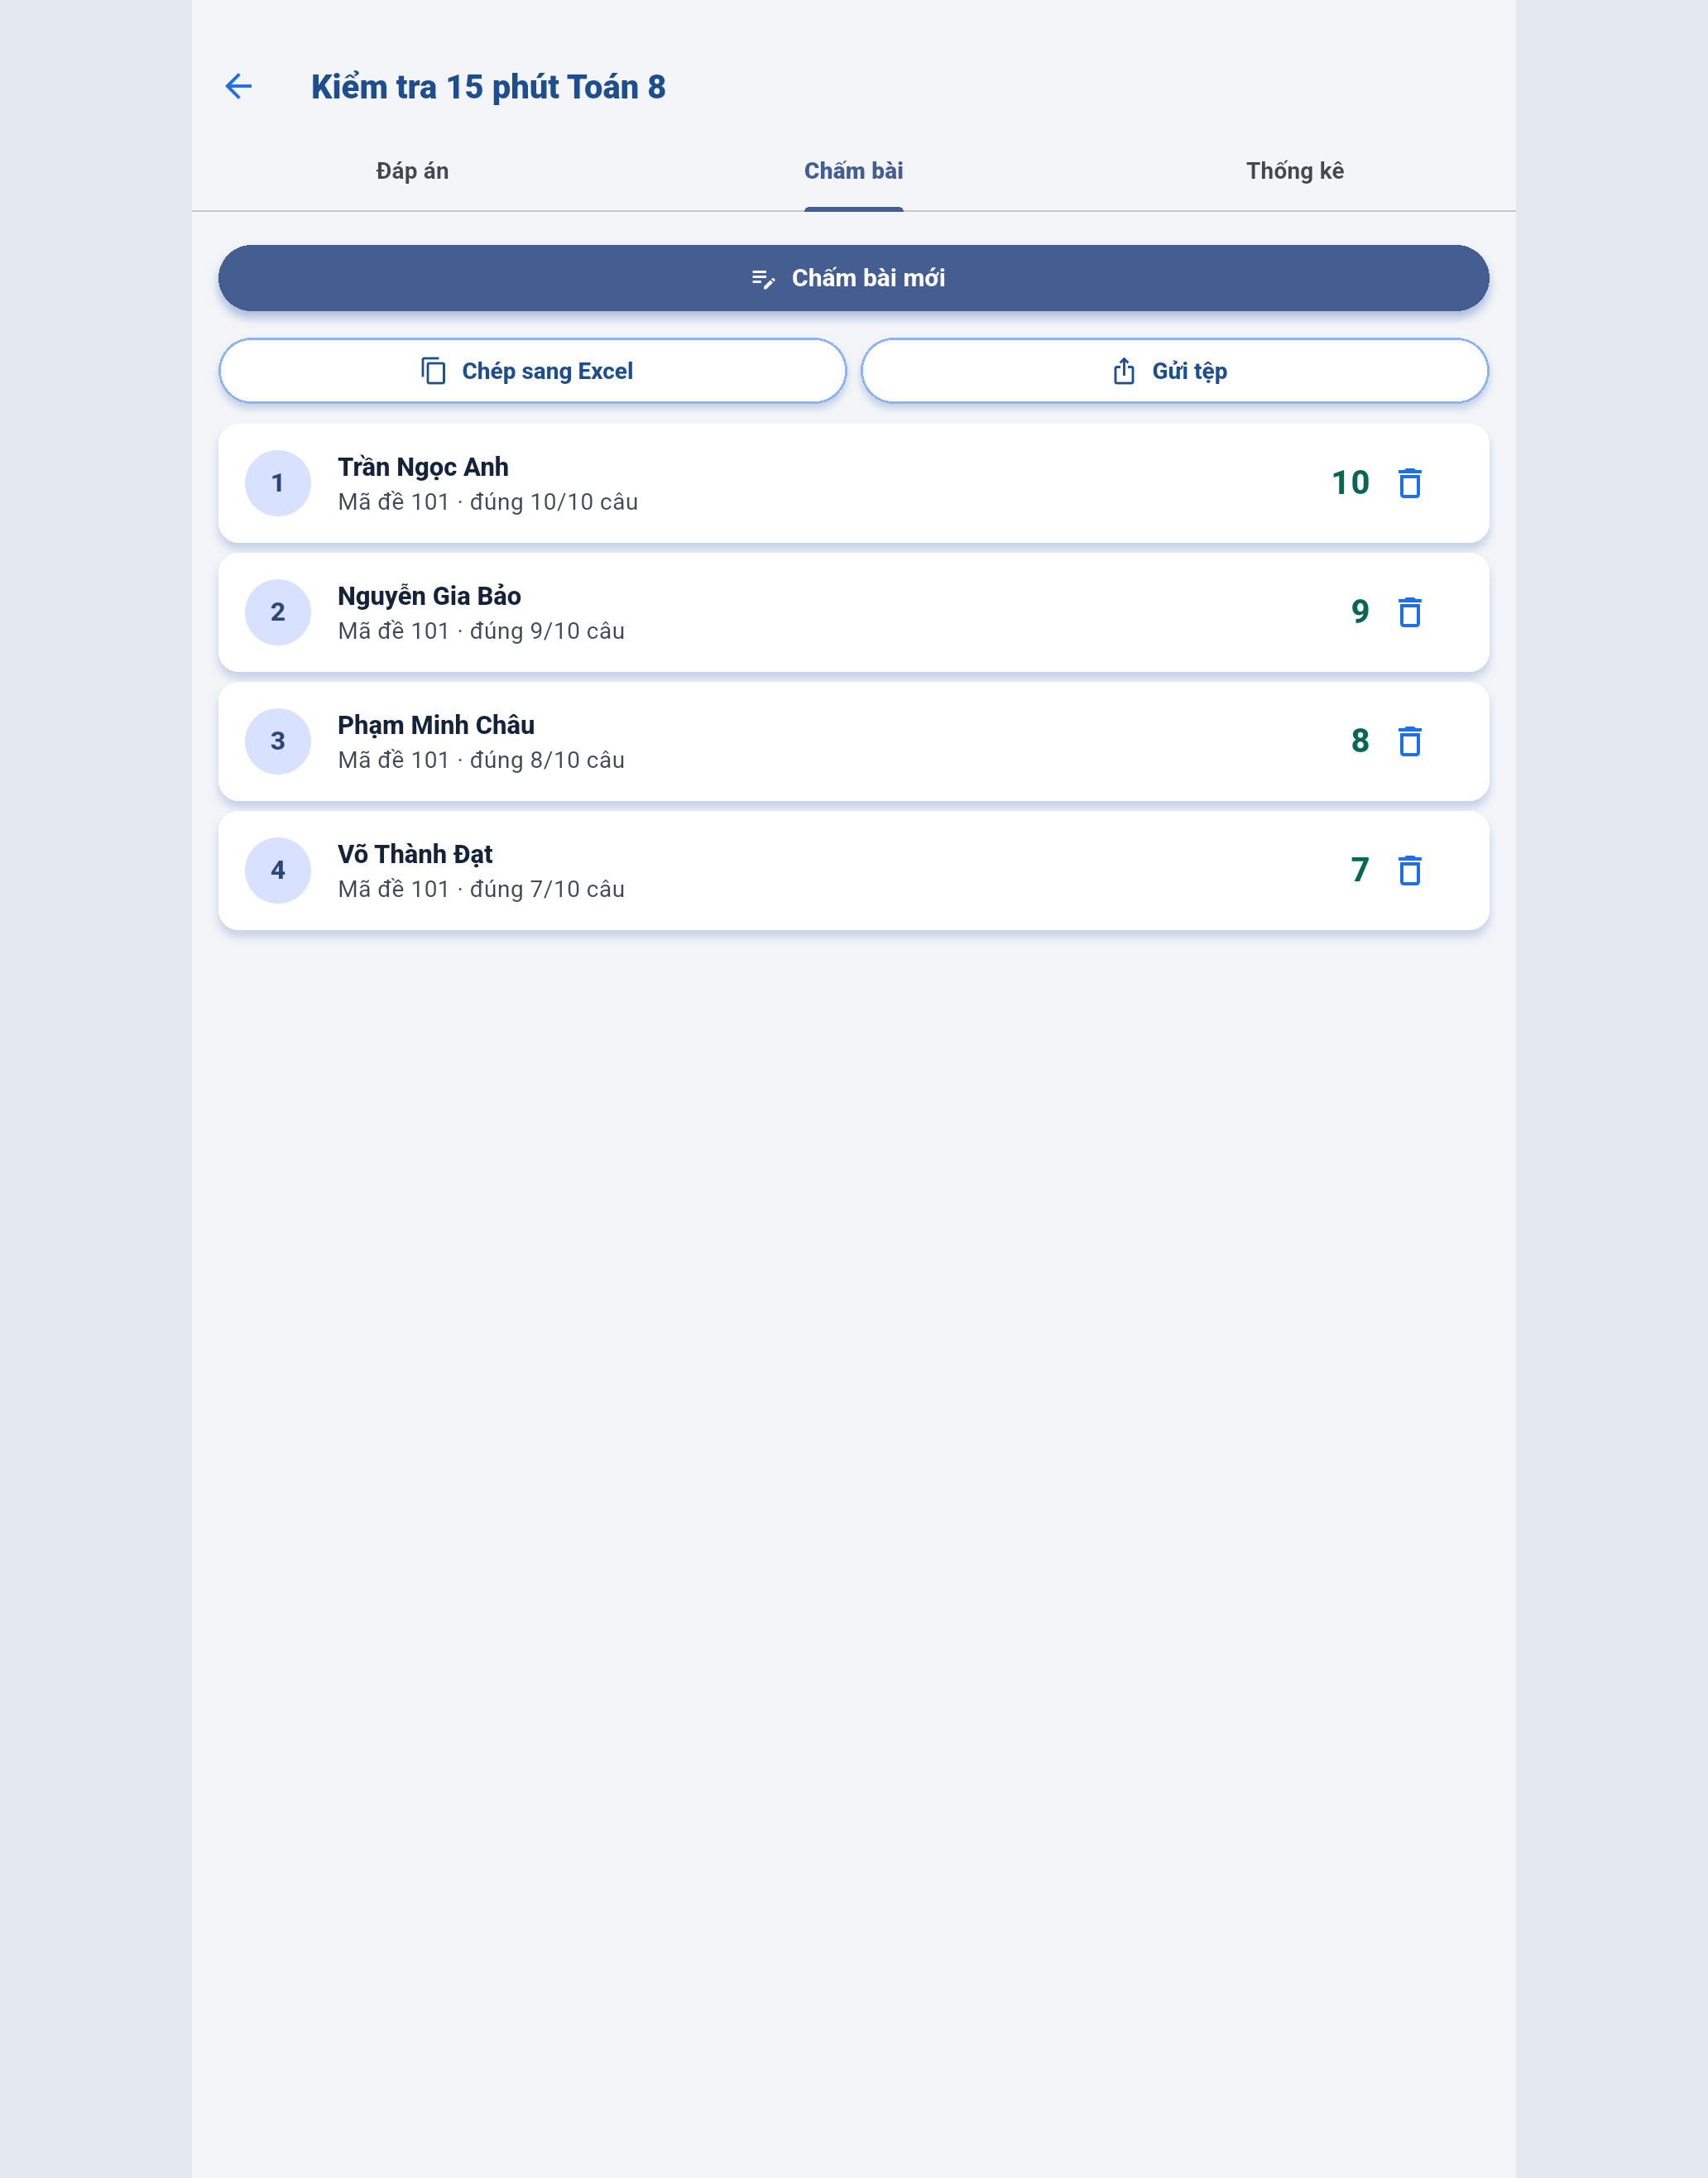 Kiểm tra 15 phút Toán 8
Đáp án
Chấm bài
Thống kê
Chấm bài mới
Chép sang Excel
Gửi tệp
1
Trần Ngọc Anh
Mã đề 101 · đúng 10/10 câu
10
2
Nguyễn Gia Bảo
Mã đề 101 · đúng 9/10 câu
9
3
Phạm Minh Châu
Mã đề 101 · đúng 8/10 câu
8
4
Võ Thành Đạt
Mã đề 101 · đúng 7/10 câu
7